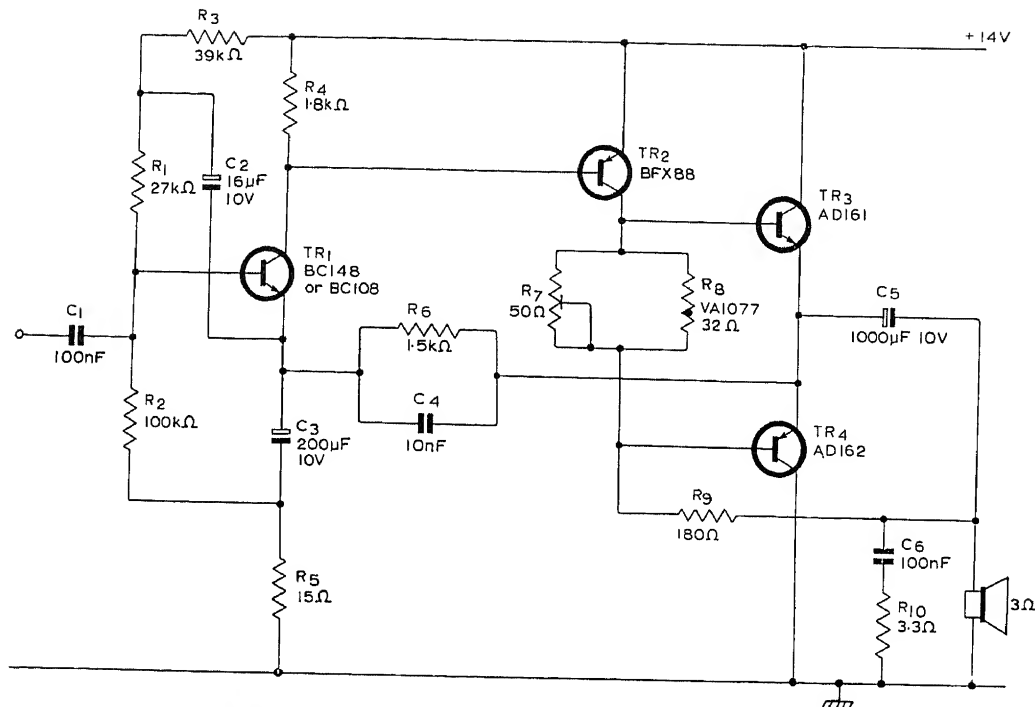 R3
39kΩ
+14V
R4
1·8kΩ
R1
27kΩ
C2
16µF
10V
TR2
BFX88
TR3
AD161
TR1
BC148
or BC108
C1
100nF
R6
1·5kΩ
R7
50Ω
R8
VA1077
32Ω
C5
1000µF 10V
R2
100kΩ
C3
200µF
10V
C4
10nF
TR4
AD162
R9
180Ω
C6
100nF
R5
15Ω
R10
3·3Ω
3Ω